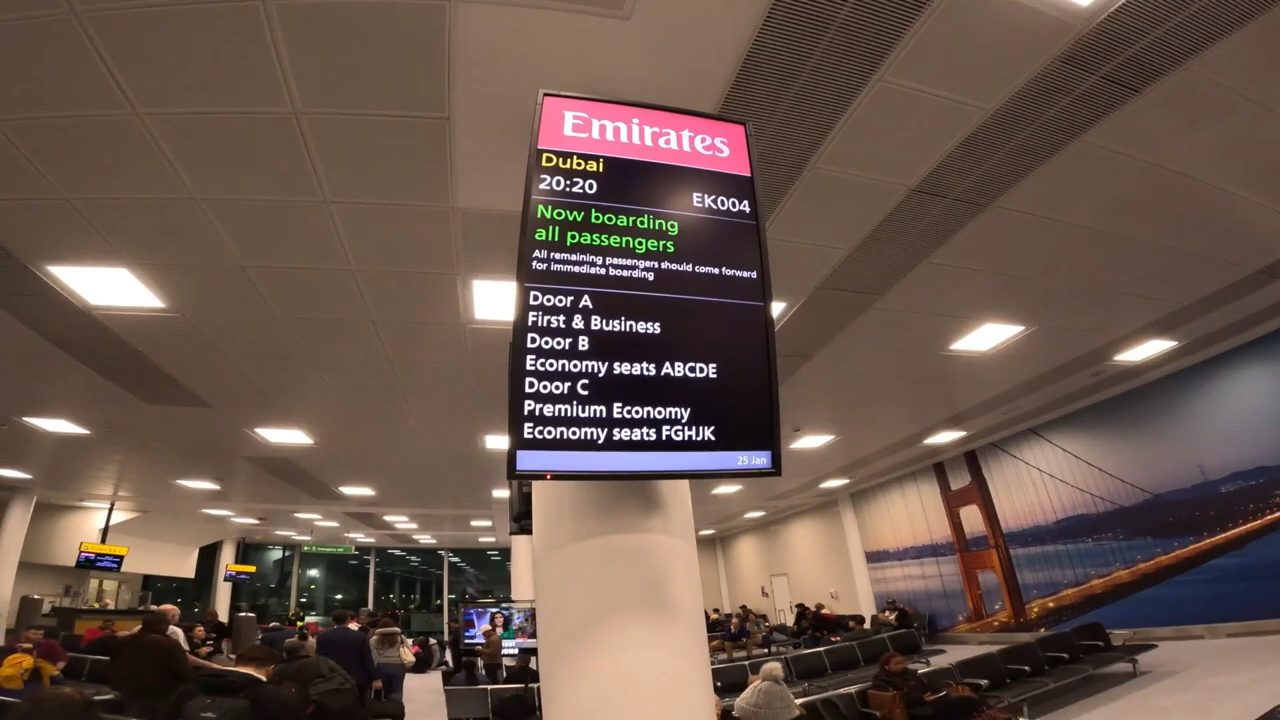 Emirates
Dubai
20:20
EK004
Now boarding
all passengers
All remaining passengers should come forward
for immediate boarding
Door A
First & Business
Door B
Economy seats ABCDE
Door C
Premium Economy
Economy seats FGHJK
25 Jan